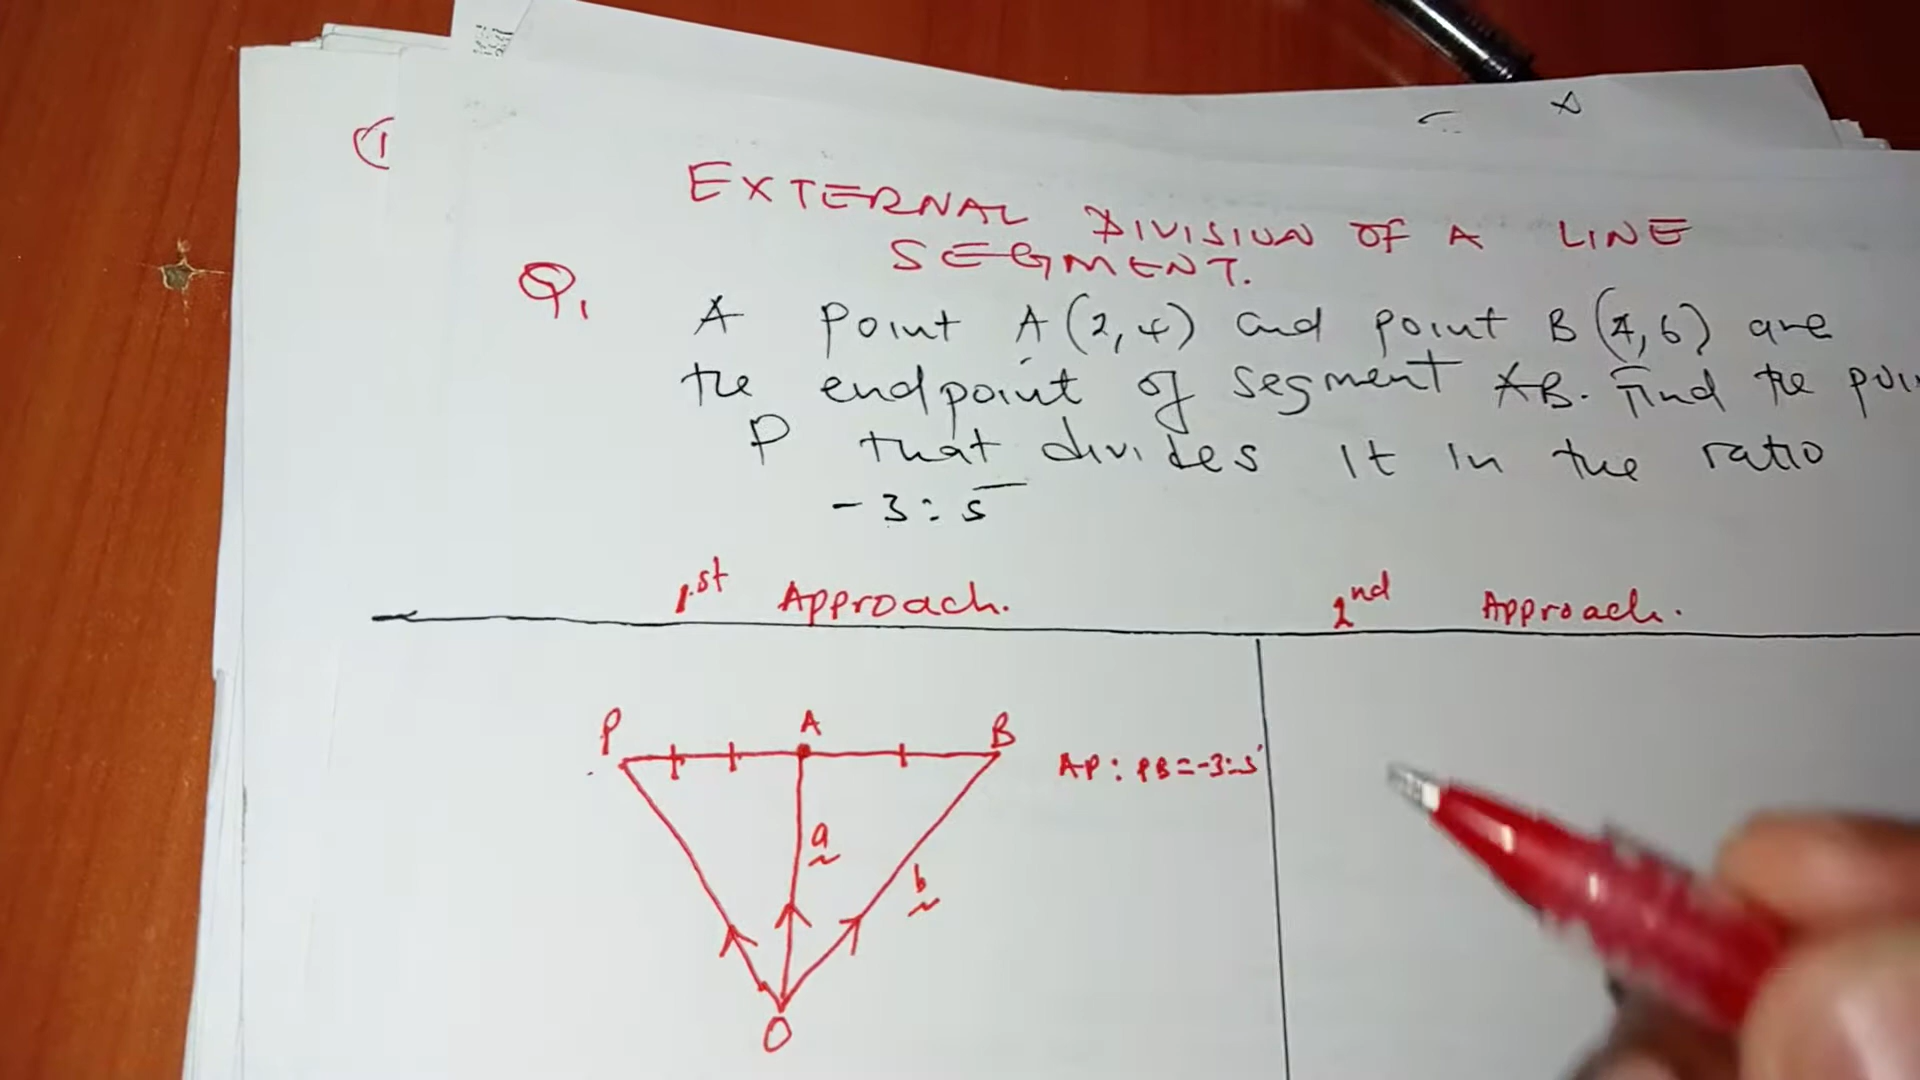 ①
EXTERNAL DIVISION OF A LINE
SEGMENT.
Q1 A Point A(2,4) and point B(4,6) are
the endpoint of segment AB. Find the
P that divides it in the ratio
-3:5
1st Approach. 2nd Approach.
P A B AP: PB=-3:5
a
b
O